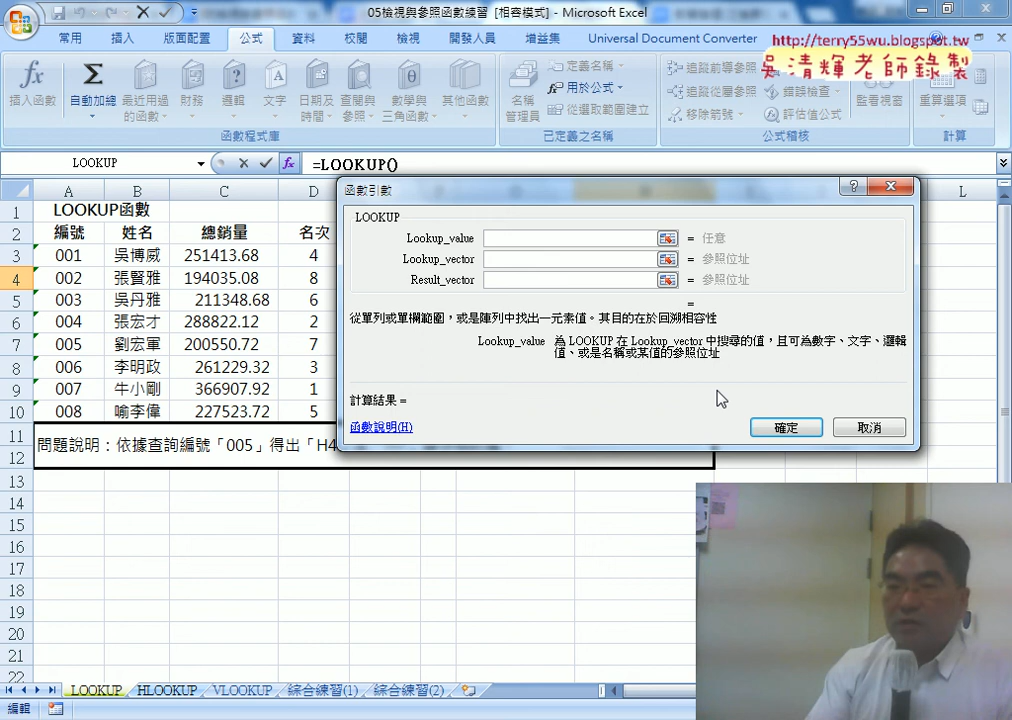 05檢視與參照函數練習 [相容模式] - Microsoft Excel
常用 插入 版面配置 公式 資料 校閱 檢視 開發人員 增益集 Universal Document Converter
http://terry55wu.blogspot.tw
吳清輝老師錄製
插入函數 自動加總 最近用過的函數 財務 邏輯 文字 日期及時間 查閱與參照 數學與三角函數 其他函數
函數程式庫
名稱管理員 定義名稱 用於公式 從選取範圍建立
已定義之名稱
追蹤前導參照 追蹤從屬參照 移除箭號 錯誤檢查 評估值公式 監看視窗
公式稽核
重算選項
計算
LOOKUP =LOOKUP()
A B C D L
1 LOOKUP函數
2 編號 姓名 總銷量 名次
3 001 吳博威 251413.68 4
4 002 張賢雅 194035.08 8
5 003 吳丹雅 211348.68 6
6 004 張宏才 288822.12 2
7 005 劉宏軍 200550.72 7
8 006 李明政 261229.32 3
9 007 牛小剛 366907.92 1
10 008 喻李偉 227523.72 5
11 問題說明：依據查詢編號「005」得出「H4
12
13
14
15
16
17
18
19
20
21
22
函數引數
LOOKUP
Lookup_value = 任意
Lookup_vector = 參照位址
Result_vector = 參照位址
=
從單列或單欄範圍，或是陣列中找出一元素值。其目的在於回溯相容性
Lookup_value 為 LOOKUP 在 Lookup_vector 中搜尋的值，且可為數字、文字、邏輯
值、或是名稱或某值的參照位址
計算結果 =
函數說明(H) 確定 取消
LOOKUP HLOOKUP VLOOKUP 綜合練習(1) 綜合練習(2)
編輯